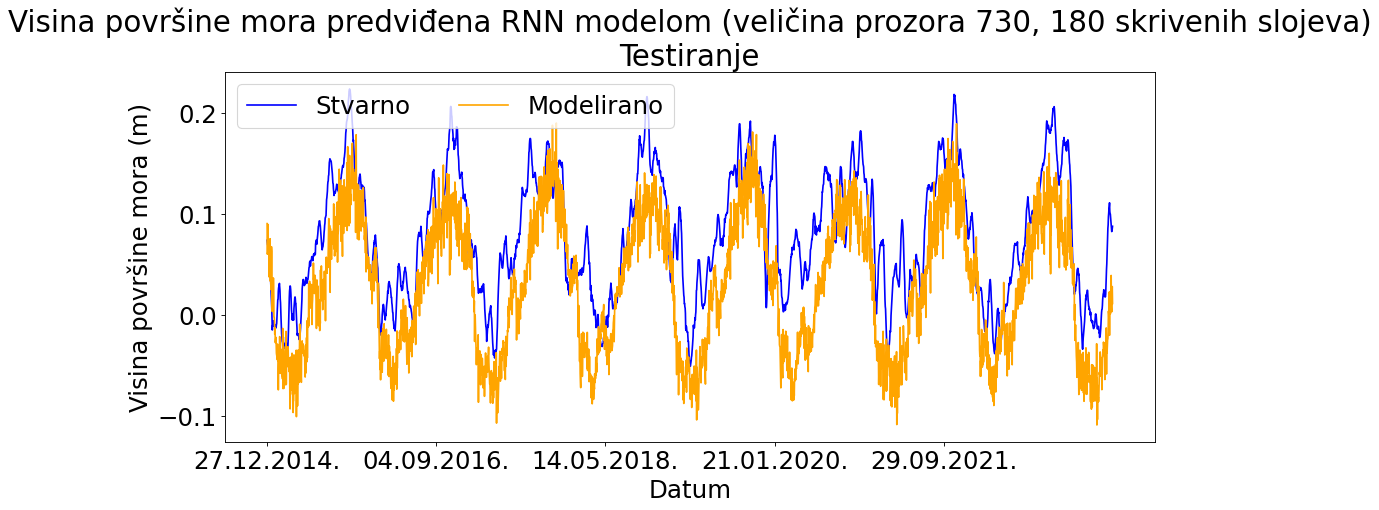 Visina površine mora predviđena RNN modelom (veličina prozora 730, 180 skrivenih slojeva)
Testiranje
Stvarno
Modelirano
Visina površine mora (m)
0.2
0.1
0.0
−0.1
27.12.2014.
04.09.2016.
14.05.2018.
21.01.2020.
29.09.2021.
Datum